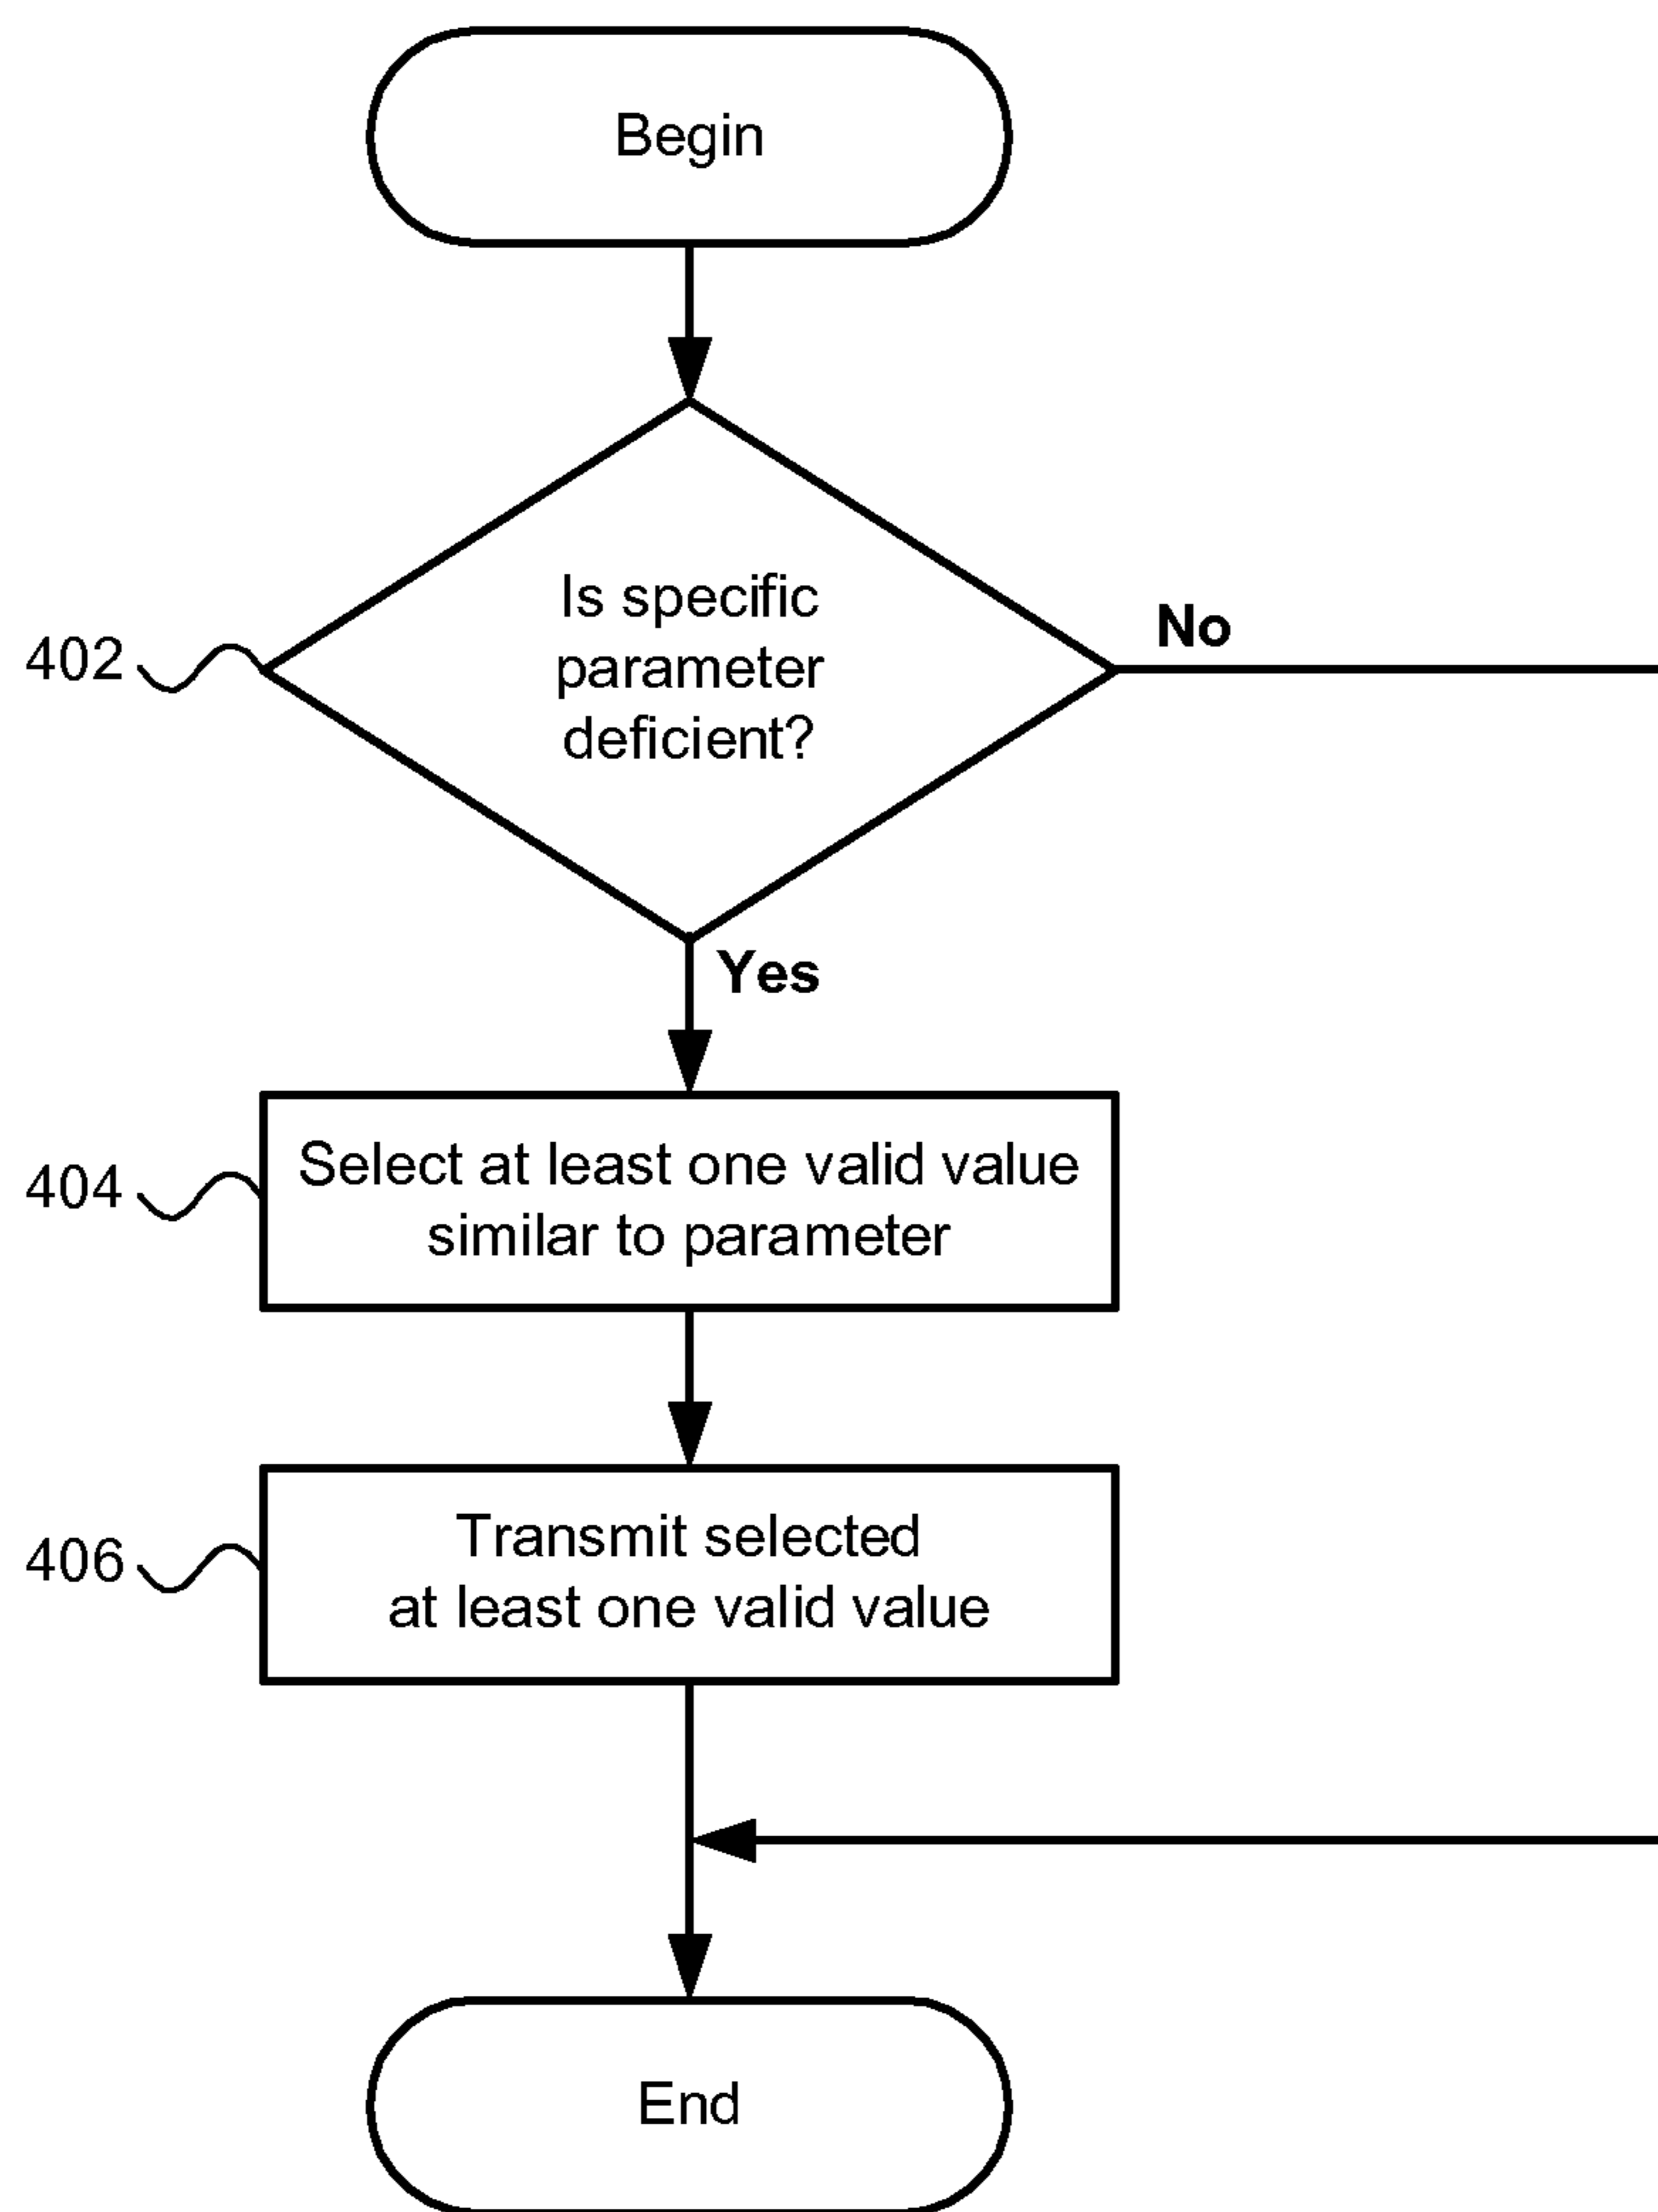 Begin
Is specific
parameter
deficient?
402
No
Yes
404
Select at least one valid value
similar to parameter
406
Transmit selected
at least one valid value
End